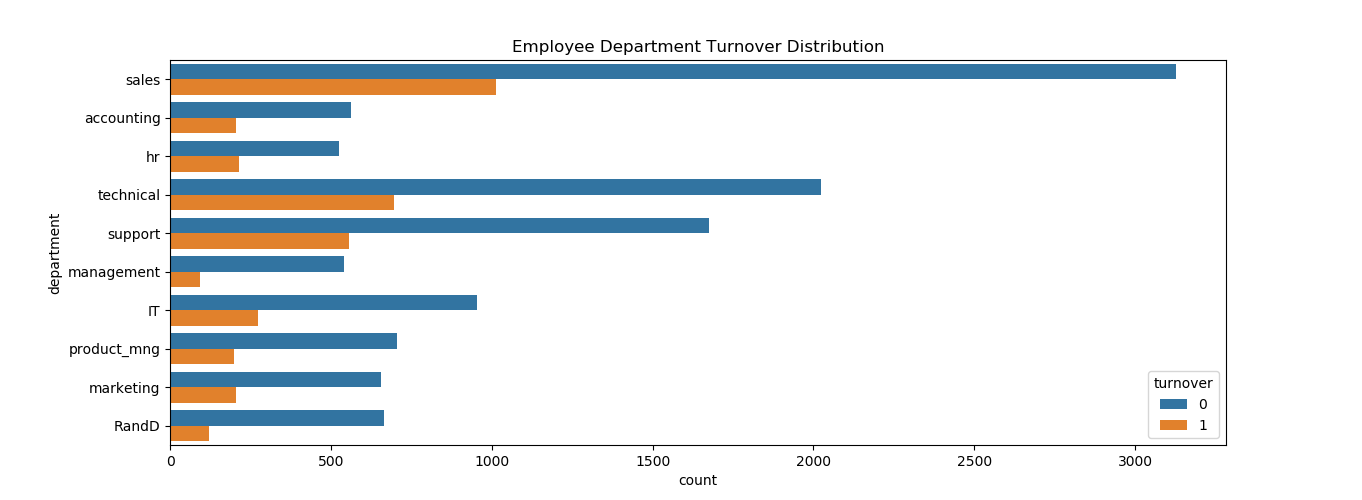 Employee Department Turnover Distribution
sales
accounting
hr
technical
support
management
IT
product_mng
marketing
RandD
department
0 500 1000 1500 2000 2500 3000
count
turnover
0
1